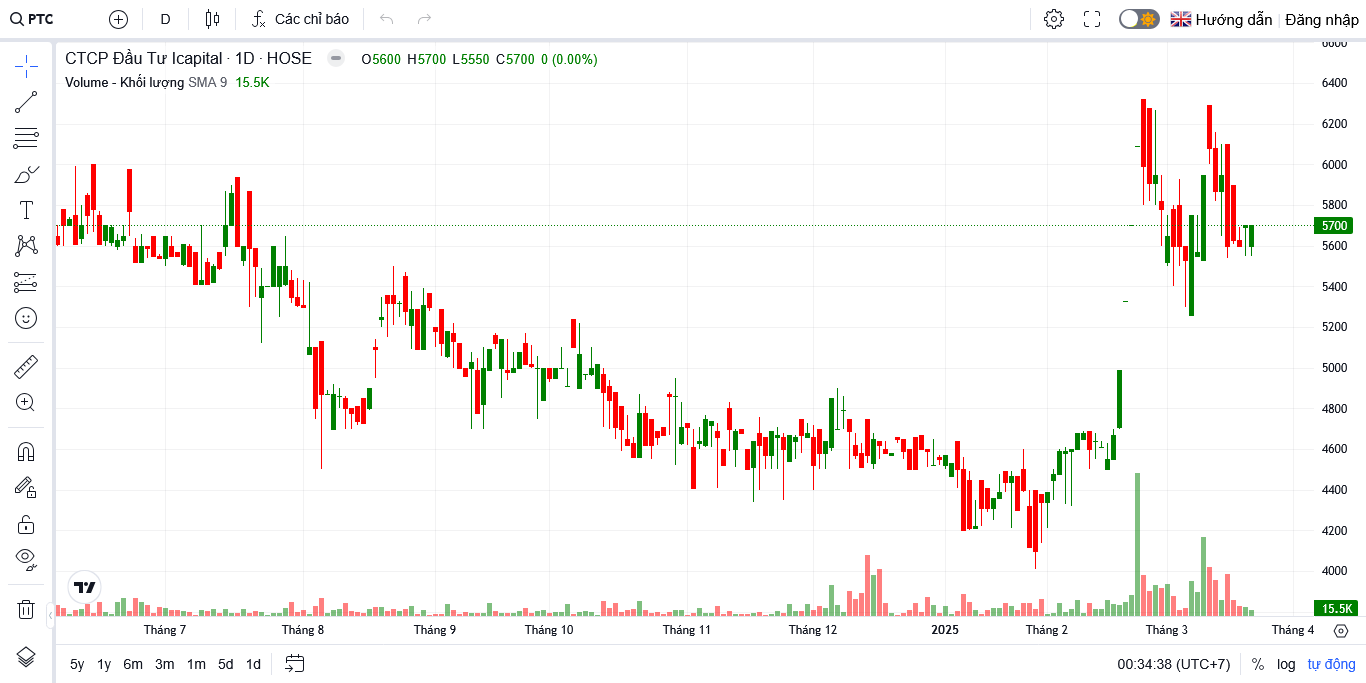 PTC D Các chỉ báo Hướng dẫn Đăng nhập
CTCP Đầu Tư Icapital · 1D · HOSE O5600 H5700 L5550 C5700 0 (0.00%)
Volume - Khối lượng SMA 9 15.5K
6600
6400
6200
6000
5800
5700
5600
5400
5200
5000
4800
4600
4400
4200
4000
15.5K
Tháng 7 Tháng 8 Tháng 9 Tháng 10 Tháng 11 Tháng 12 2025 Tháng 2 Tháng 3 Tháng 4
5y 1y 6m 3m 1m 5d 1d 00:34:38 (UTC+7) % log tự động